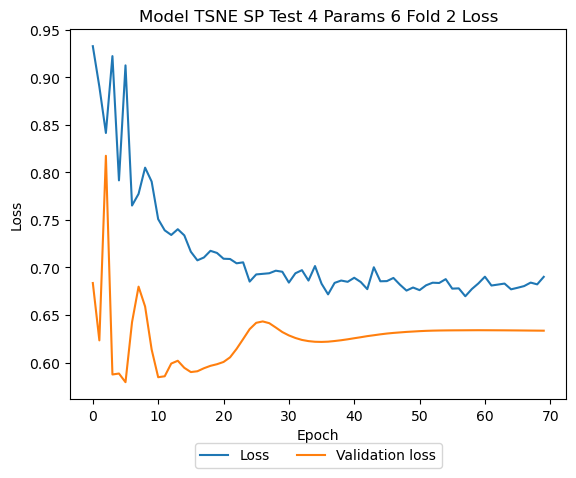 Model TSNE SP Test 4 Params 6 Fold 2 Loss
0.95
0.90
0.85
0.80
0.75
0.70
0.65
0.60
Loss
0 10 20 30 40 50 60 70
Epoch
Loss Validation loss